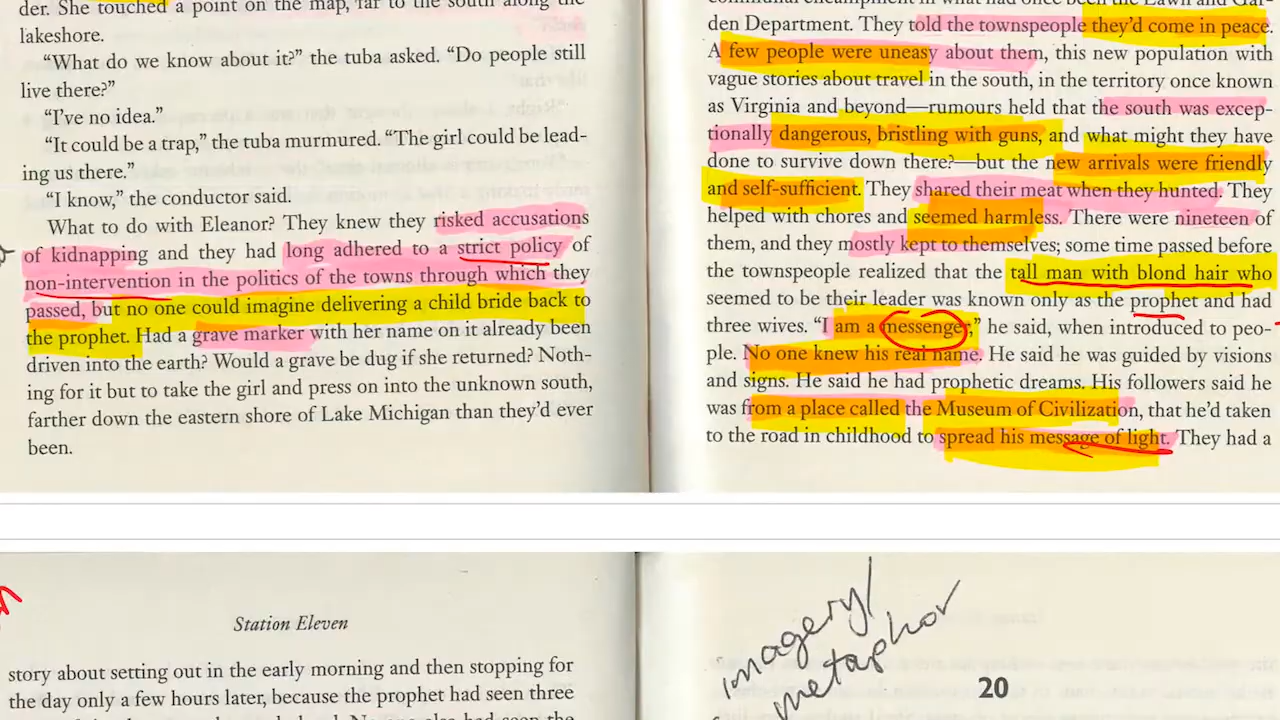 der. She touched a point on the map, far to the south along the
lakeshore.
“What do we know about it?” the tuba asked. “Do people still
live there?”
“I’ve no idea.”
“It could be a trap,” the tuba murmured. “The girl could be lead-
ing us there.”
“I know,” the conductor said.
What to do with Eleanor? They knew they risked accusations
of kidnapping and they had long adhered to a strict policy of
non-intervention in the politics of the towns through which they
passed, but no one could imagine delivering a child bride back to
the prophet. Had a grave marker with her name on it already been
driven into the earth? Would a grave be dug if she returned? Noth-
ing for it but to take the girl and press on into the unknown south,
farther down the eastern shore of Lake Michigan than they’d ever
been.
den Department. They told the townspeople they’d come in peace.
A few people were uneasy about them, this new population with
vague stories about travel in the south, in the territory once known
as Virginia and beyond—rumours held that the south was excep-
tionally dangerous, bristling with guns, and what might they have
done to survive down there?—but the new arrivals were friendly
and self-sufficient. They shared their meat when they hunted. They
helped with chores and seemed harmless. There were nineteen of
them, and they mostly kept to themselves; some time passed before
the townspeople realized that the tall man with blond hair who
seemed to be their leader was known only as the prophet and had
three wives. “I am a messenger,” he said, when introduced to peo-
ple. No one knew his real name. He said he was guided by visions
and signs. He said he had prophetic dreams. His followers said he
was from a place called the Museum of Civilization, that he’d taken
to the road in childhood to spread his message of light. They had a
Station Eleven
story about setting out in the early morning and then stopping for
the day only a few hours later, because the prophet had seen three
imagery/
metaphor
20